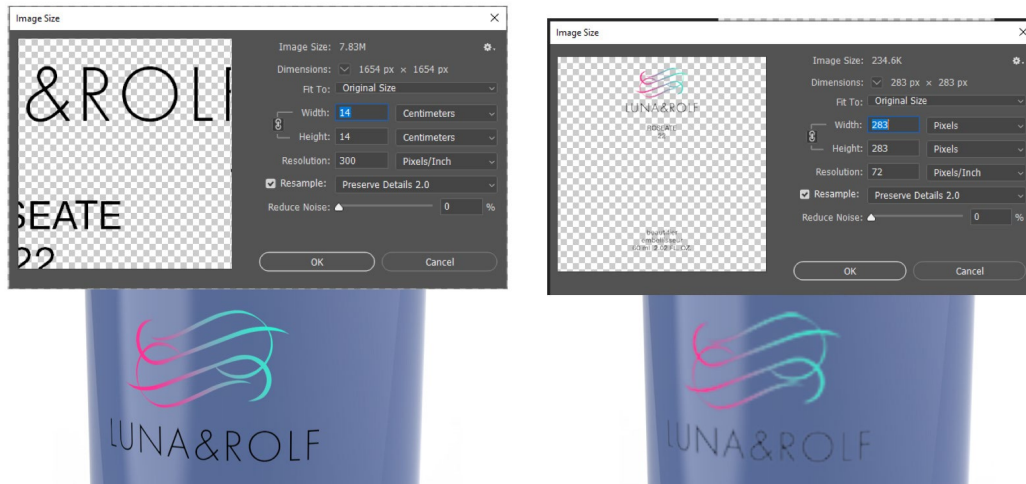 Image Size
Image Size: 7.83M
Dimensions: 1654 px × 1654 px
Fit To: Original Size
Width: 14 Centimeters
Height: 14 Centimeters
Resolution: 300 Pixels/Inch
Resample: Preserve Details 2.0
Reduce Noise: 0 %
OK Cancel
&ROLF
SEATE
22
LUNA&ROLF
Image Size
Image Size: 234.6K
Dimensions: 283 px × 283 px
Fit To: Original Size
Width: 283 Pixels
Height: 283 Pixels
Resolution: 72 Pixels/Inch
Resample: Preserve Details 2.0
Reduce Noise: 0 %
OK Cancel
LUNA&ROLF
ROSEATE
22
LUNA&ROLF